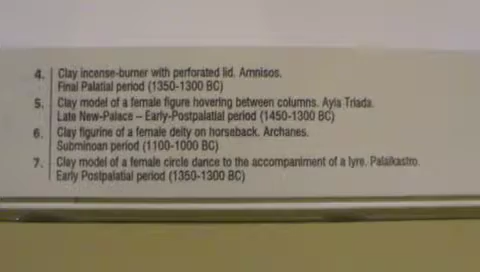 4. Clay incense-burner with perforated lid. Amnisos.
Final Palatial period (1350-1300 BC)
5. Clay model of a female figure hovering between columns. Ayia Triada.
Late New-Palace – Early-Postpalatial period (1450-1300 BC)
6. Clay figurine of a female deity on horseback. Archanes.
Subminoan period (1100-1000 BC)
7. Clay model of a female circle dance to the accompaniment of a lyre. Palaikastro.
Early Postpalatial period (1350-1300 BC)